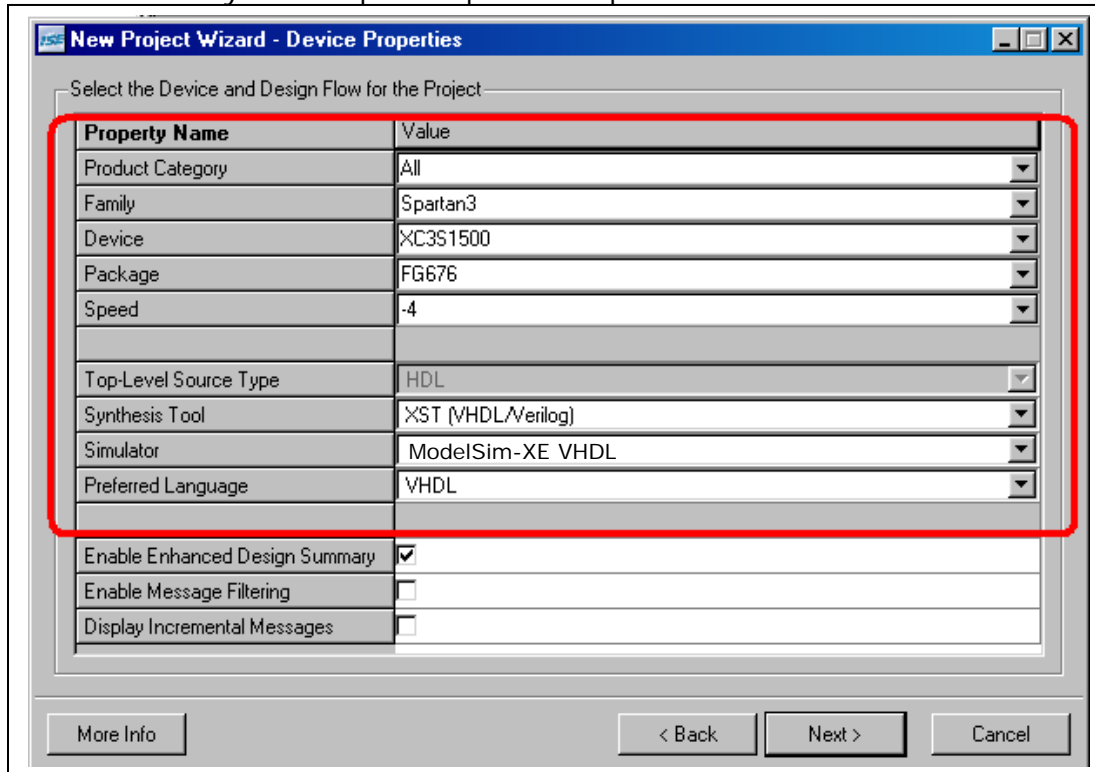 ISE New Project Wizard - Device Properties
Select the Device and Design Flow for the Project
Property Name Value
Product Category All
Family Spartan3
Device XC3S1500
Package FG676
Speed -4
Top-Level Source Type HDL
Synthesis Tool XST (VHDL/Verilog)
Simulator ModelSim-XE VHDL
Preferred Language VHDL
Enable Enhanced Design Summary
Enable Message Filtering
Display Incremental Messages
More Info < Back Next > Cancel